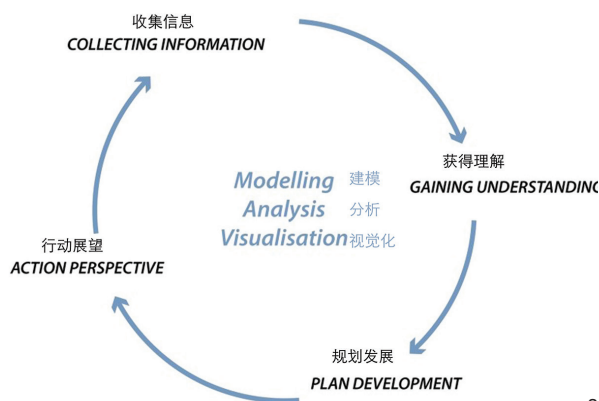 收集信息
COLLECTING INFORMATION
获得理解
GAINING UNDERSTANDING
Modelling 建模
Analysis 分析
Visualisation 视觉化
行动展望
ACTION PERSPECTIVE
规划发展
PLAN DEVELOPMENT